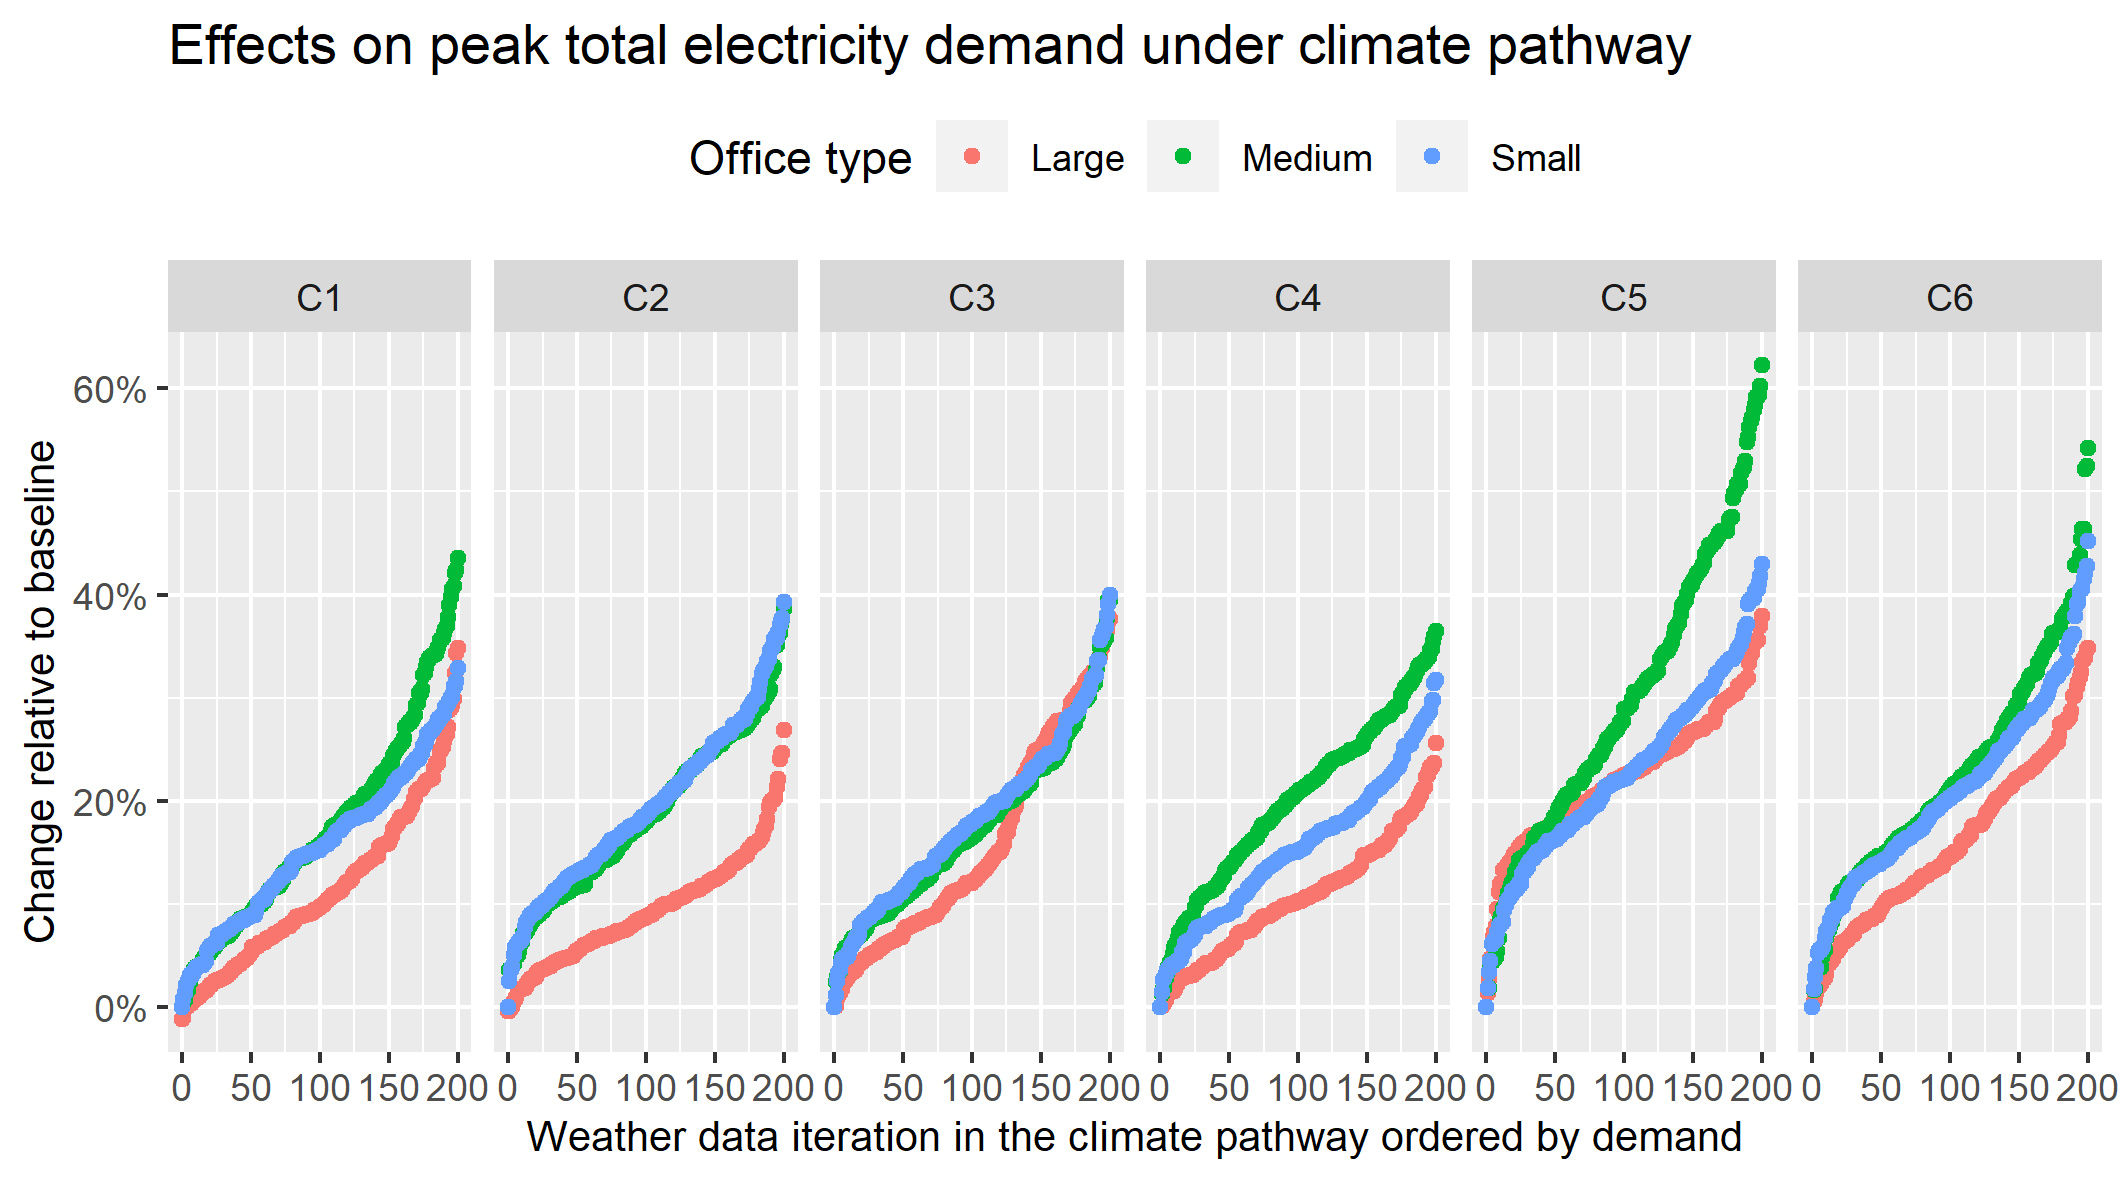 Effects on peak total electricity demand under climate pathway
Office type Large Medium Small
C1 C2 C3 C4 C5 C6
60%
40%
20%
0%
Change relative to baseline
0 50 100 150 200 0 50 100 150 200 0 50 100 150 200 0 50 100 150 200 0 50 100 150 200 0 50 100 150 200
Weather data iteration in the climate pathway ordered by demand